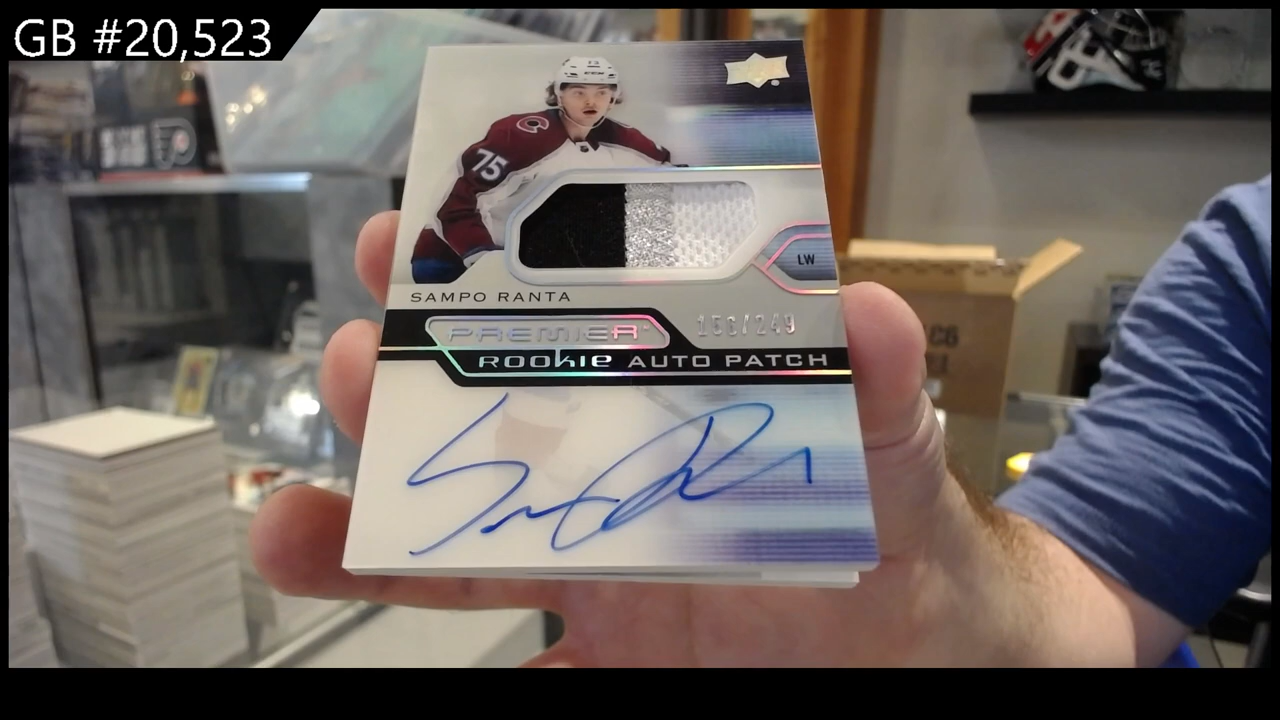 GB #20,523
75
SAMPO RANTA
LW
PREMIER
ROOKIE AUTO PATCH